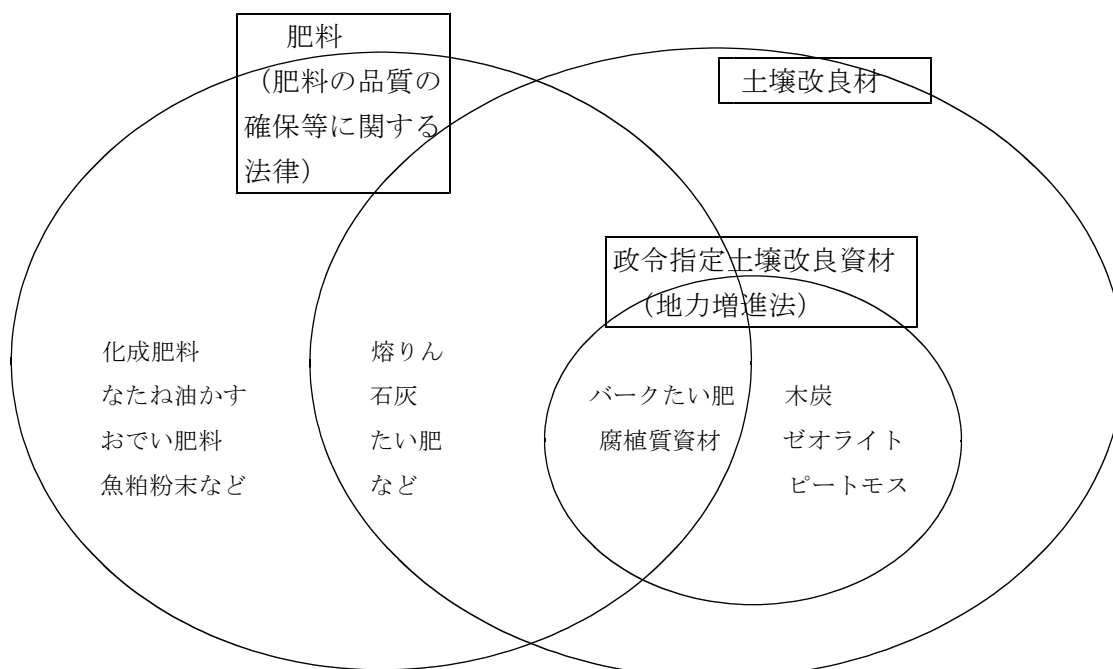 肥料
(肥料の品質の
確保等に関する
法律)
土壌改良材
政令指定土壌改良資材
(地力増進法)
化成肥料
なたね油かす
おでい肥料
魚粕粉末など
熔りん
石灰
たい肥
など
バークたい肥
腐植質資材
木炭
ゼオライト
ピートモス